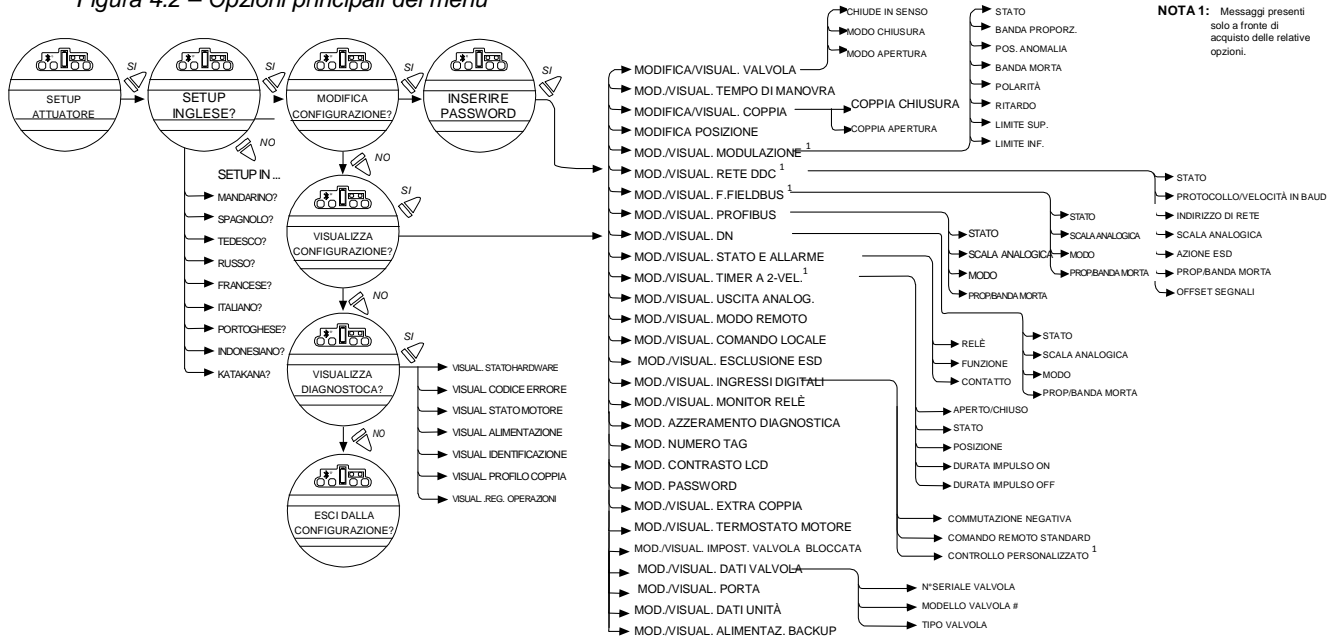 Figura 4.2 – Opzioni principali del menu
NOTA 1: Messaggi presenti
solo a fronte di
acquisto delle relative
opzioni.
SETUP
ATTUATORE
SI
SETUP
INGLESE?
SI
MODIFICA
CONFIGURAZIONE?
SI
INSERIRE
PASSWORD
SI
NO
SETUP IN ...
MANDARINO?
SPAGNOLO?
TEDESCO?
RUSSO?
FRANCESE?
ITALIANO?
PORTOGHESE?
INDONESIANO?
KATAKANA?
NO
VISUALIZZA
CONFIGURAZIONE?
SI
NO
VISUALIZZA
DIAGNOSTOCA?
SI
NO
ESCI DALLA
CONFIGURAZIONE?
VISUAL. STATO HARDWARE
VISUAL. CODICE ERRORE
VISUAL. STATO MOTORE
VISUAL. ALIMENTAZIONE
VISUAL. IDENTIFICAZIONE
VISUAL. PROFILO COPPIA
VISUAL .REG. OPERAZIONI
MODIFICA/VISUAL. VALVOLA
MOD./VISUAL. TEMPO DI MANOVRA
MODIFICA/VISUAL. COPPIA
MODIFICA POSIZIONE
MOD./VISUAL. MODULAZIONE 1
MOD./VISUAL. RETE DDC 1
MOD./VISUAL. F.FIELDBUS 1
MOD./VISUAL. PROFIBUS
MOD./VISUAL. DN
MOD./VISUAL. STATO E ALLARME
MOD./VISUAL. TIMER A 2-VEL. 1
MOD./VISUAL. USCITA ANALOG.
MOD./VISUAL. MODO REMOTO
MOD./VISUAL. COMANDO LOCALE
MOD./VISUAL. ESCLUSIONE ESD
MOD./VISUAL. INGRESSI DIGITALI
MOD./VISUAL. MONITOR RELÈ
MOD. AZZERAMENTO DIAGNOSTICA
MOD. NUMERO TAG
MOD. CONTRASTO LCD
MOD. PASSWORD
MOD./VISUAL. EXTRA COPPIA
MOD./VISUAL. TERMOSTATO MOTORE
MOD./VISUAL. IMPOST. VALVOLA BLOCCATA
MOD./VISUAL. DATI VALVOLA
MOD./VISUAL. PORTA
MOD./VISUAL. DATI UNITÀ
MOD./VISUAL. ALIMENTAZ. BACKUP
CHIUDE IN SENSO
MODO CHIUSURA
MODO APERTURA
COPPIA CHIUSURA
COPPIA APERTURA
STATO
BANDA PROPORZ.
POS. ANOMALIA
BANDA MORTA
POLARITÀ
RITARDO
LIMITE SUP.
LIMITE INF.
STATO
PROTOCOLLO/VELOCITÀ IN BAUD
INDIRIZZO DI RETE
SCALA ANALOGICA
AZIONE ESD
PROP/BANDA MORTA
OFFSET SEGNALI
STATO
SCALA ANALOGICA
MODO
PROP/BANDA MORTA
STATO
SCALA ANALOGICA
MODO
PROP/BANDA MORTA
STATO
SCALA ANALOGICA
MODO
PROP/BANDA MORTA
RELÈ
FUNZIONE
CONTATTO
APERTO/CHIUSO
STATO
POSIZIONE
DURATA IMPULSO ON
DURATA IMPULSO OFF
COMMUTAZIONE NEGATIVA
COMANDO REMOTO STANDARD
CONTROLLO PERSONALIZZATO 1
N°SERIALE VALVOLA
MODELLO VALVOLA #
TIPO VALVOLA